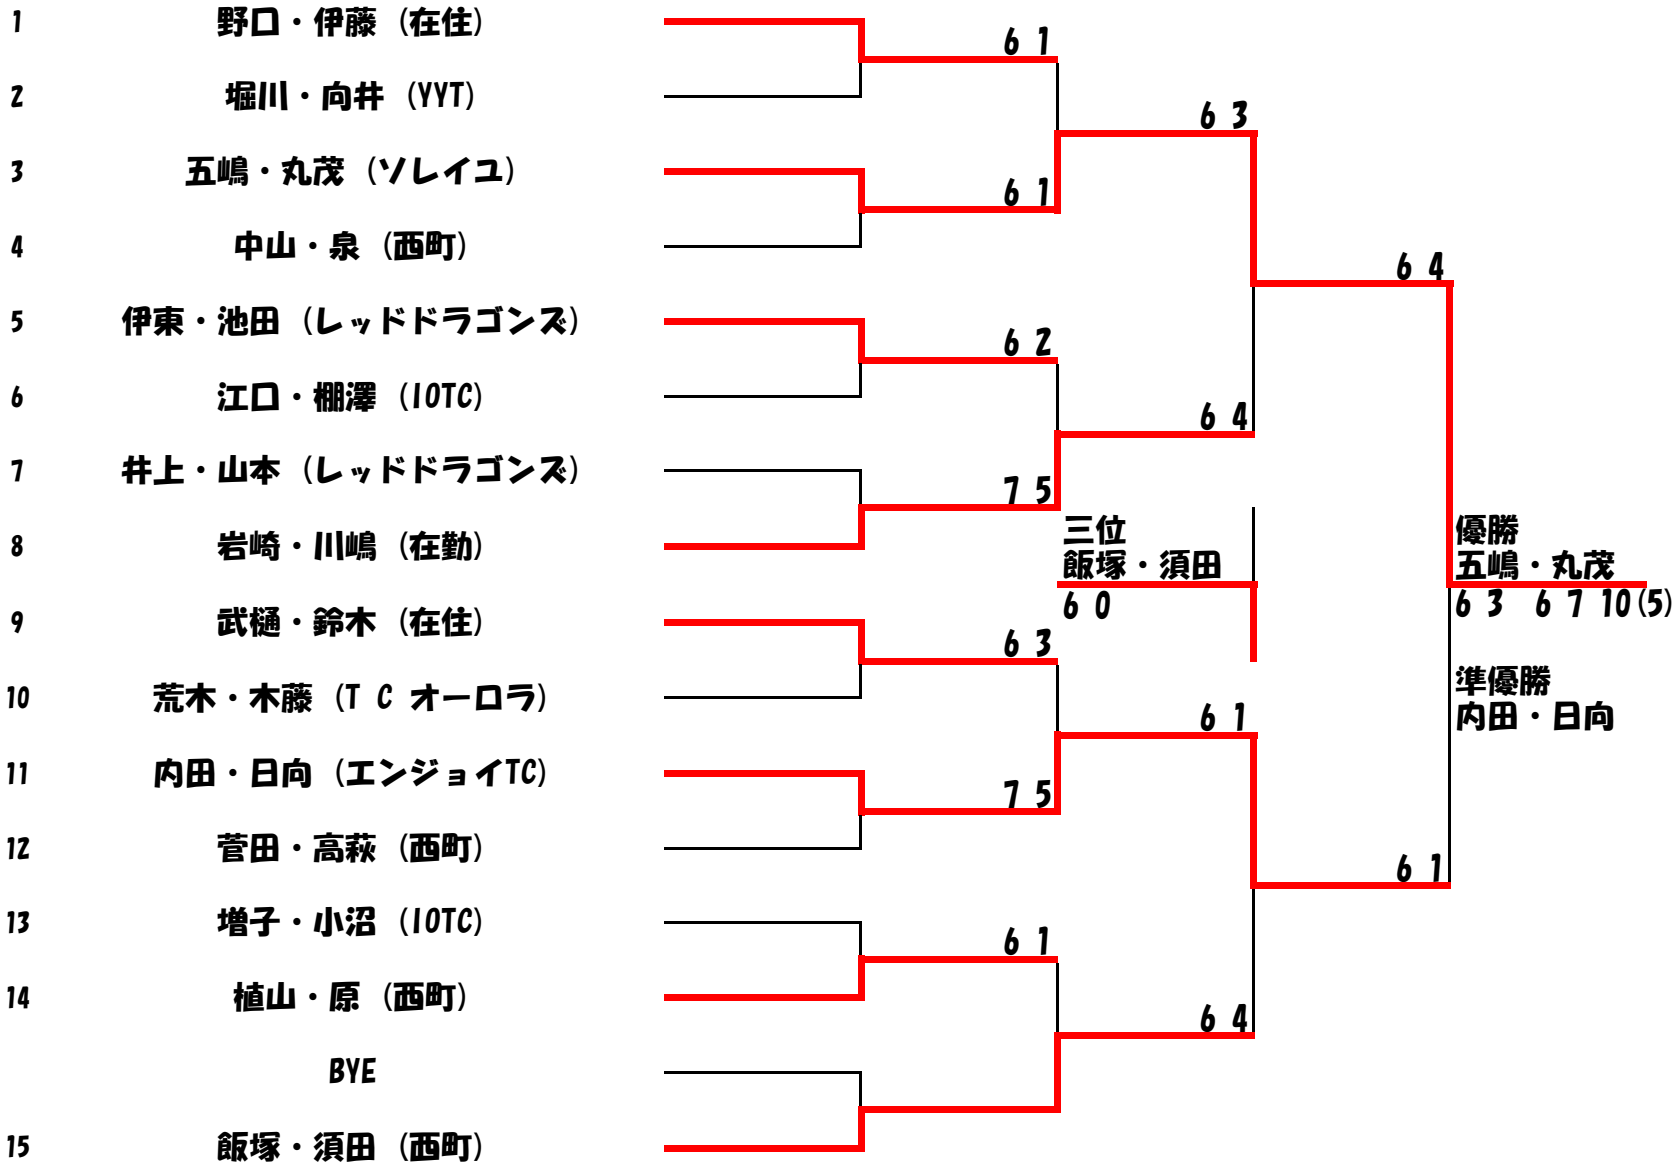 1 野口・伊藤 (在住)
6 1
2 堀川・向井 (YYT)
6 3
3 五嶋・丸茂 (ソレイユ)
6 1
4 中山・泉 (西町)
6 4
5 伊東・池田 (レッドドラゴンズ)
6 2
6 江口・棚澤 (IOTC)
6 4
7 井上・山本 (レッドドラゴンズ)
7 5
8 岩崎・川嶋 (在勤)
三位
飯塚・須田
6 0
優勝
五嶋・丸茂
6 3 6 7 10(5)
9 武樋・鈴木 (在住)
6 3
10 荒木・木藤 (T C オーロラ)
準優勝
内田・日向
6 1
11 内田・日向 (エンジョイTC)
7 5
12 菅田・高萩 (西町)
6 1
13 増子・小沼 (IOTC)
6 1
14 植山・原 (西町)
6 4
BYE
15 飯塚・須田 (西町)